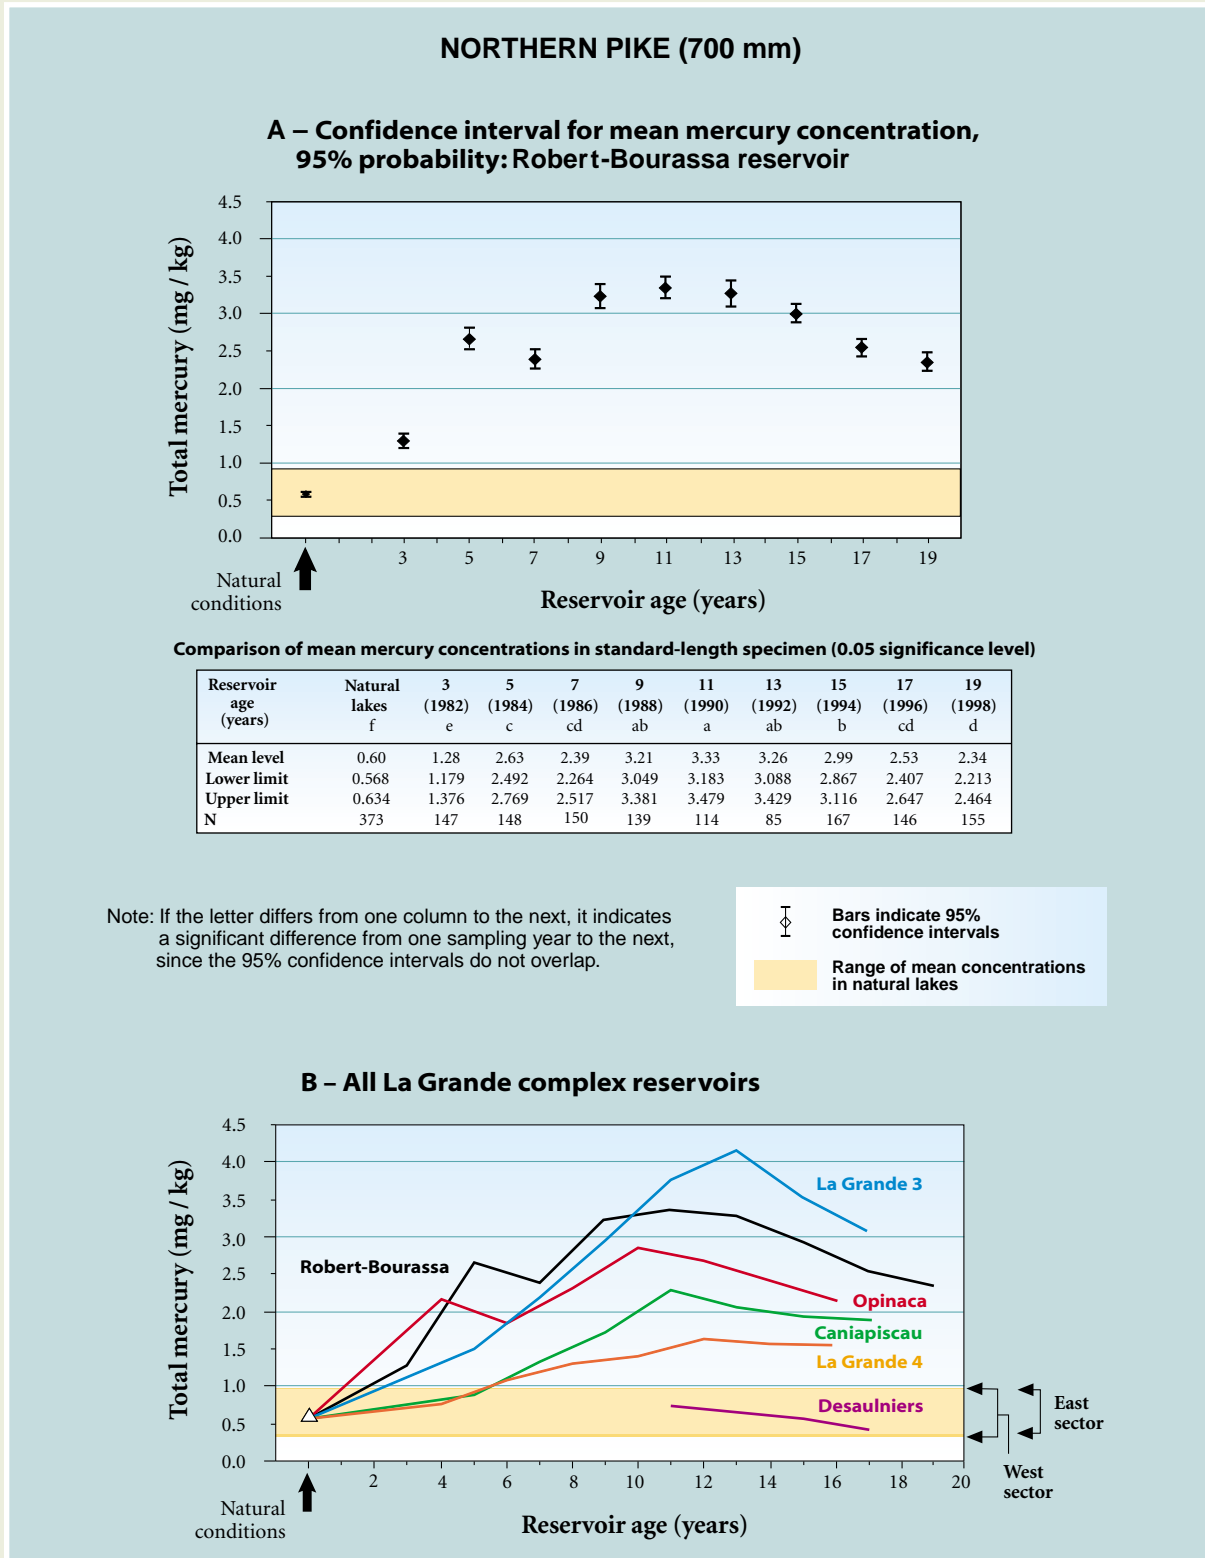 NORTHERN PIKE (700 mm)
A – Confidence interval for mean mercury concentration,
95% probability: Robert-Bourassa reservoir
Total mercury (mg / kg)
4.5
4.0
3.5
3.0
2.5
2.0
1.5
1.0
0.5
0.0
3 5 7 9 11 13 15 17 19
Natural
conditions
Reservoir age (years)
Comparison of mean mercury concentrations in standard-length specimen (0.05 significance level)
Reservoir Natural 3 5 7 9 11 13 15 17 19
age lakes (1982) (1984) (1986) (1988) (1990) (1992) (1994) (1996) (1998)
(years) f e c cd ab a ab b cd d
Mean level 0.60 1.28 2.63 2.39 3.21 3.33 3.26 2.99 2.53 2.34
Lower limit 0.568 1.179 2.492 2.264 3.049 3.183 3.088 2.867 2.407 2.213
Upper limit 0.634 1.376 2.769 2.517 3.381 3.479 3.429 3.116 2.647 2.464
N 373 147 148 150 139 114 85 167 146 155
Note: If the letter differs from one column to the next, it indicates
a significant difference from one sampling year to the next,
since the 95% confidence intervals do not overlap.
Bars indicate 95%
confidence intervals
Range of mean concentrations
in natural lakes
B – All La Grande complex reservoirs
Total mercury (mg / kg)
4.5
4.0
3.5
3.0
2.5
2.0
1.5
1.0
0.5
0.0
La Grande 3
Robert-Bourassa
Opinaca
Caniapiscau
La Grande 4
Desaulniers
East
sector
West
sector
2 4 6 8 10 12 14 16 18 20
Natural
conditions
Reservoir age (years)